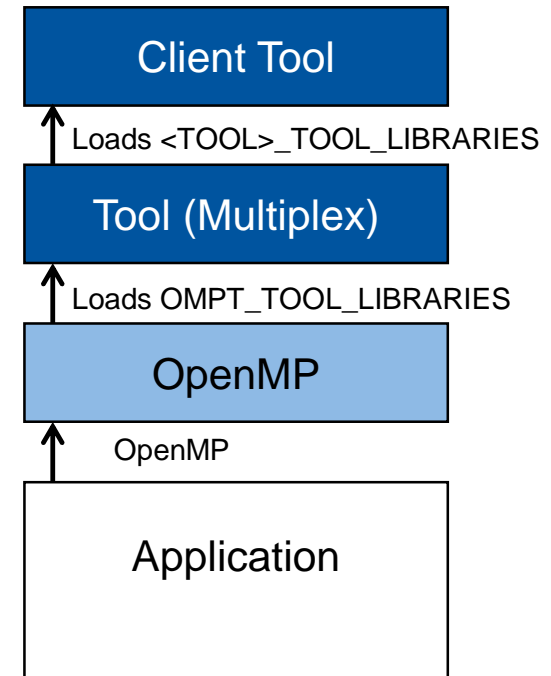 Client Tool
Loads <TOOL>_TOOL_LIBRARIES
Tool (Multiplex)
Loads OMPT_TOOL_LIBRARIES
OpenMP
OpenMP
Application